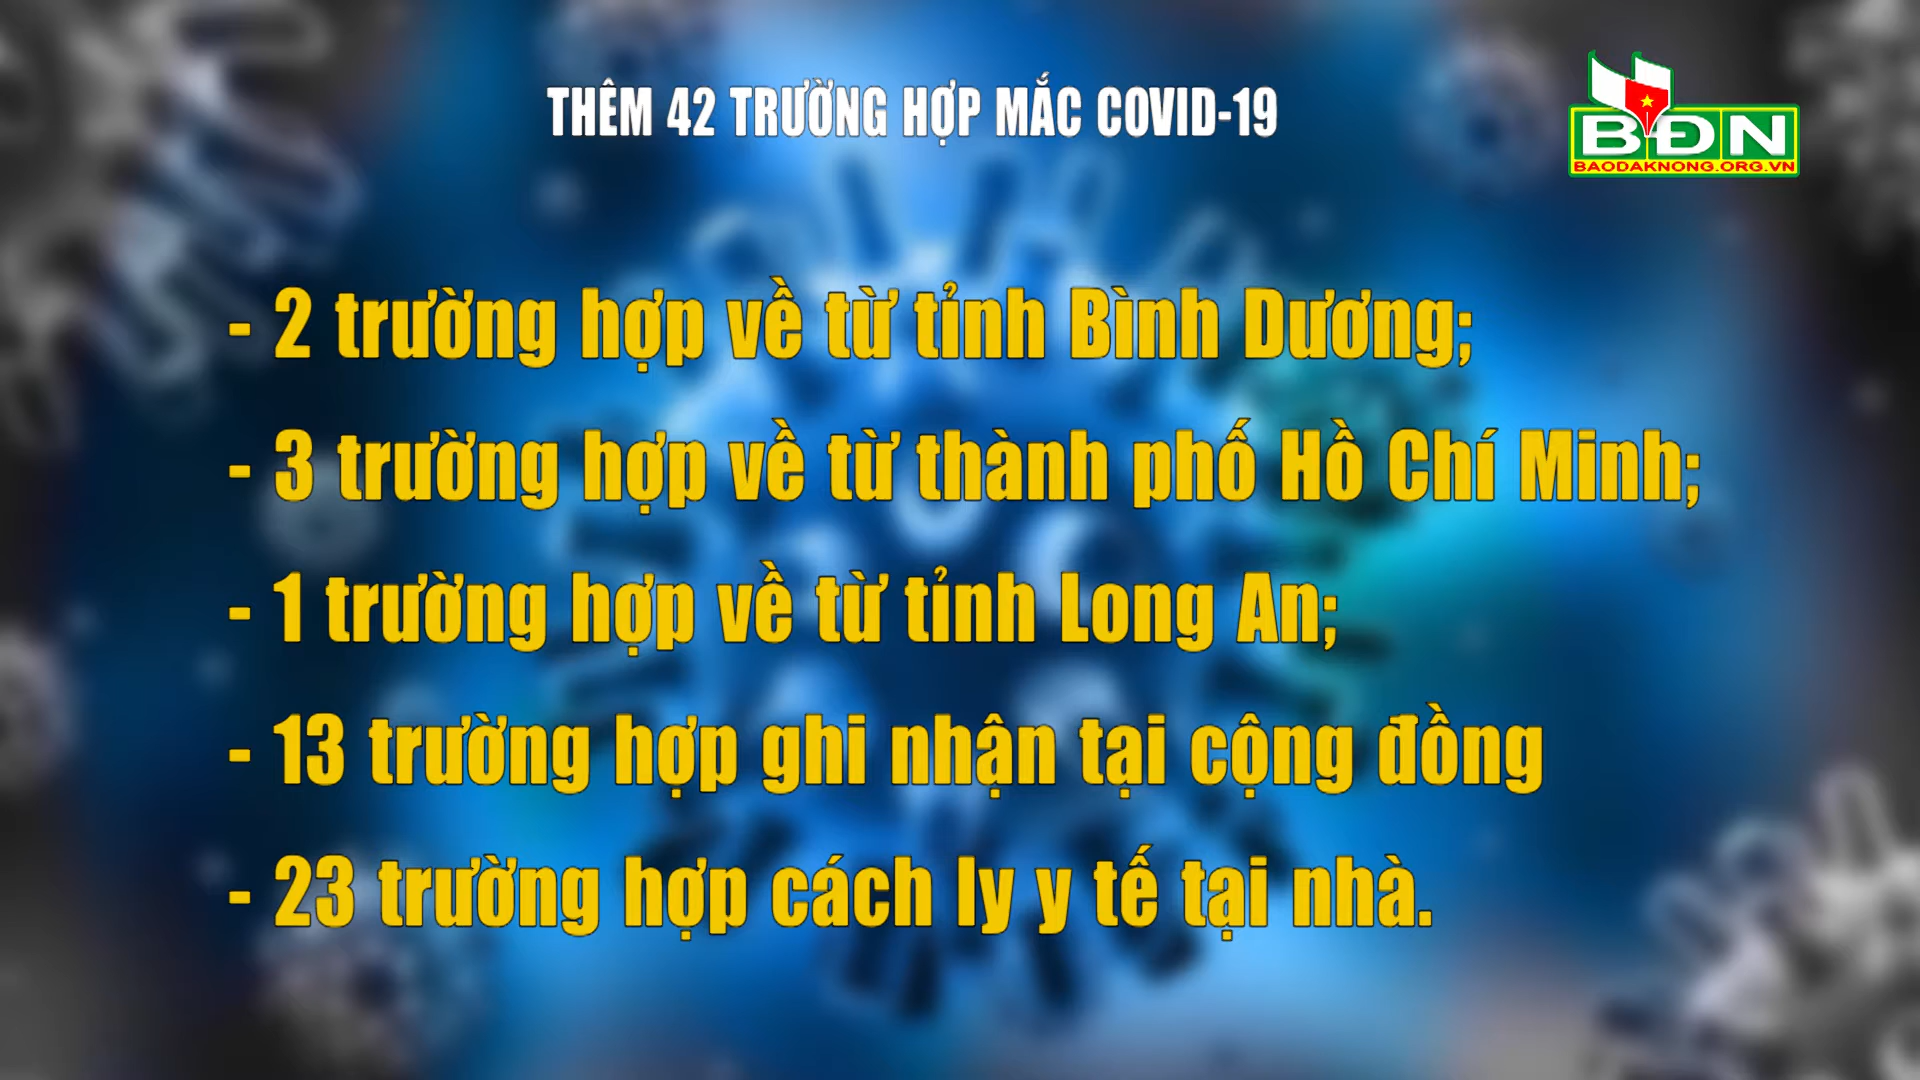 THÊM 42 TRƯỜNG HỢP MẮC COVID-19
BĐN
BAODAKNONG.ORG.VN
- 2 trường hợp về từ tỉnh Bình Dương;
- 3 trường hợp về từ thành phố Hồ Chí Minh;
- 1 trường hợp về từ tỉnh Long An;
- 13 trường hợp ghi nhận tại cộng đồng
- 23 trường hợp cách ly y tế tại nhà.